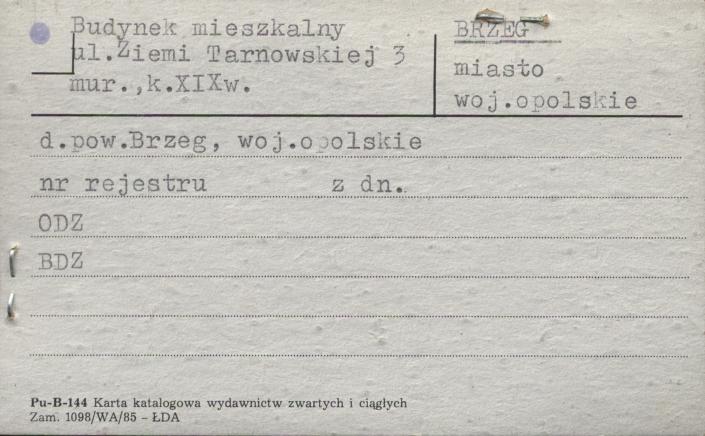 Budynek mieszkalny
ul.Ziemi Tarnowskiej 3
mur.,k.XIXw.
BRZEG
miasto
woj.opolskie
d.pow.Brzeg, woj.opolskie
nr rejestru z dn.
ODZ
BDZ
Pu-B-144 Karta katalogowa wydawnictw zwartych i ciągłych
Zam. 1098/WA/85 – ŁDA